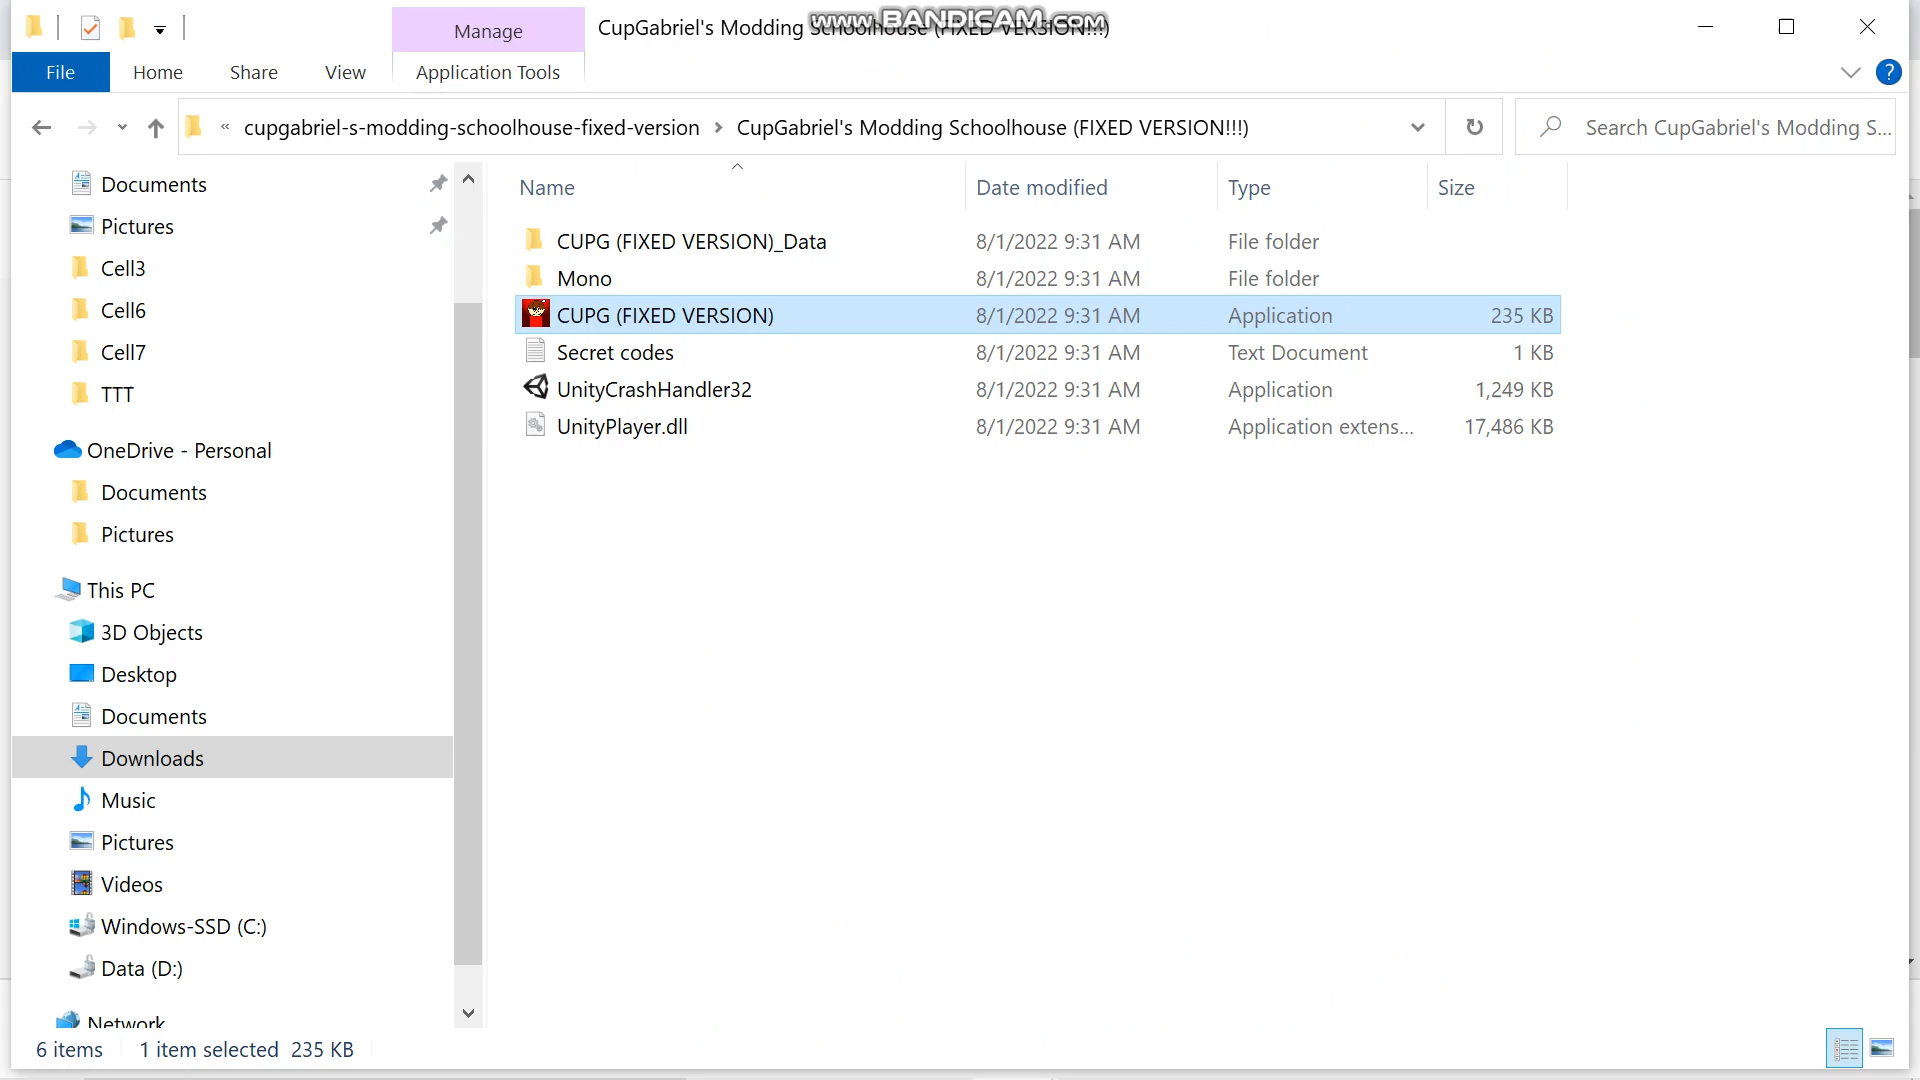 Manage
CupGabriel's Modding Schoolhouse (FIXED VERSION!!!)
www.BANDICAM.com
File
Home
Share
View
Application Tools
?
« cupgabriel-s-modding-schoolhouse-fixed-version > CupGabriel's Modding Schoolhouse (FIXED VERSION!!!)
Search CupGabriel's Modding S...
Documents
Pictures
Cell3
Cell6
Cell7
TTT
OneDrive - Personal
Documents
Pictures
This PC
3D Objects
Desktop
Documents
Downloads
Music
Pictures
Videos
Windows-SSD (C:)
Data (D:)
Network
Name Date modified Type Size
CUPG (FIXED VERSION)_Data 8/1/2022 9:31 AM File folder
Mono 8/1/2022 9:31 AM File folder
CUPG (FIXED VERSION) 8/1/2022 9:31 AM Application 235 KB
Secret codes 8/1/2022 9:31 AM Text Document 1 KB
UnityCrashHandler32 8/1/2022 9:31 AM Application 1,249 KB
UnityPlayer.dll 8/1/2022 9:31 AM Application extens... 17,486 KB
6 items 1 item selected 235 KB